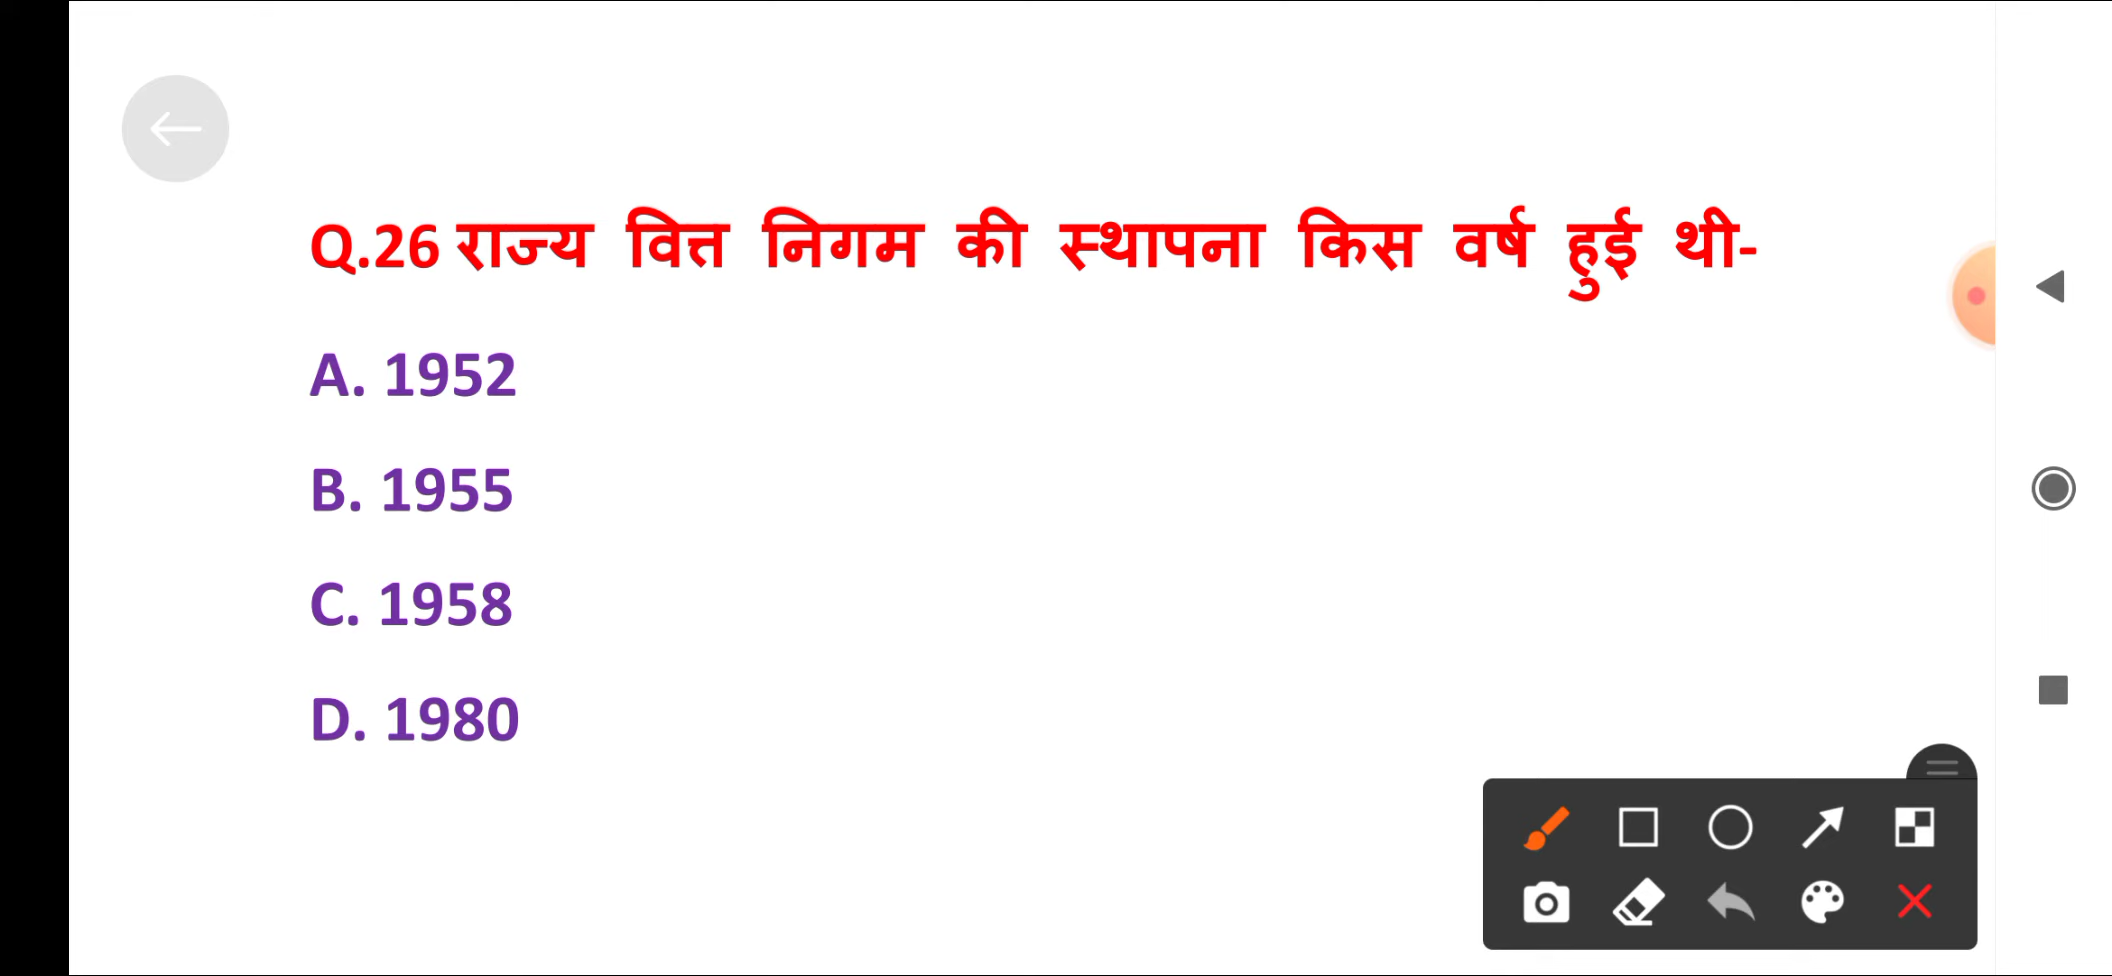 Q.26 राज्य वित्त निगम की स्थापना किस वर्ष हुई थी-
A. 1952
B. 1955
C. 1958
D. 1980